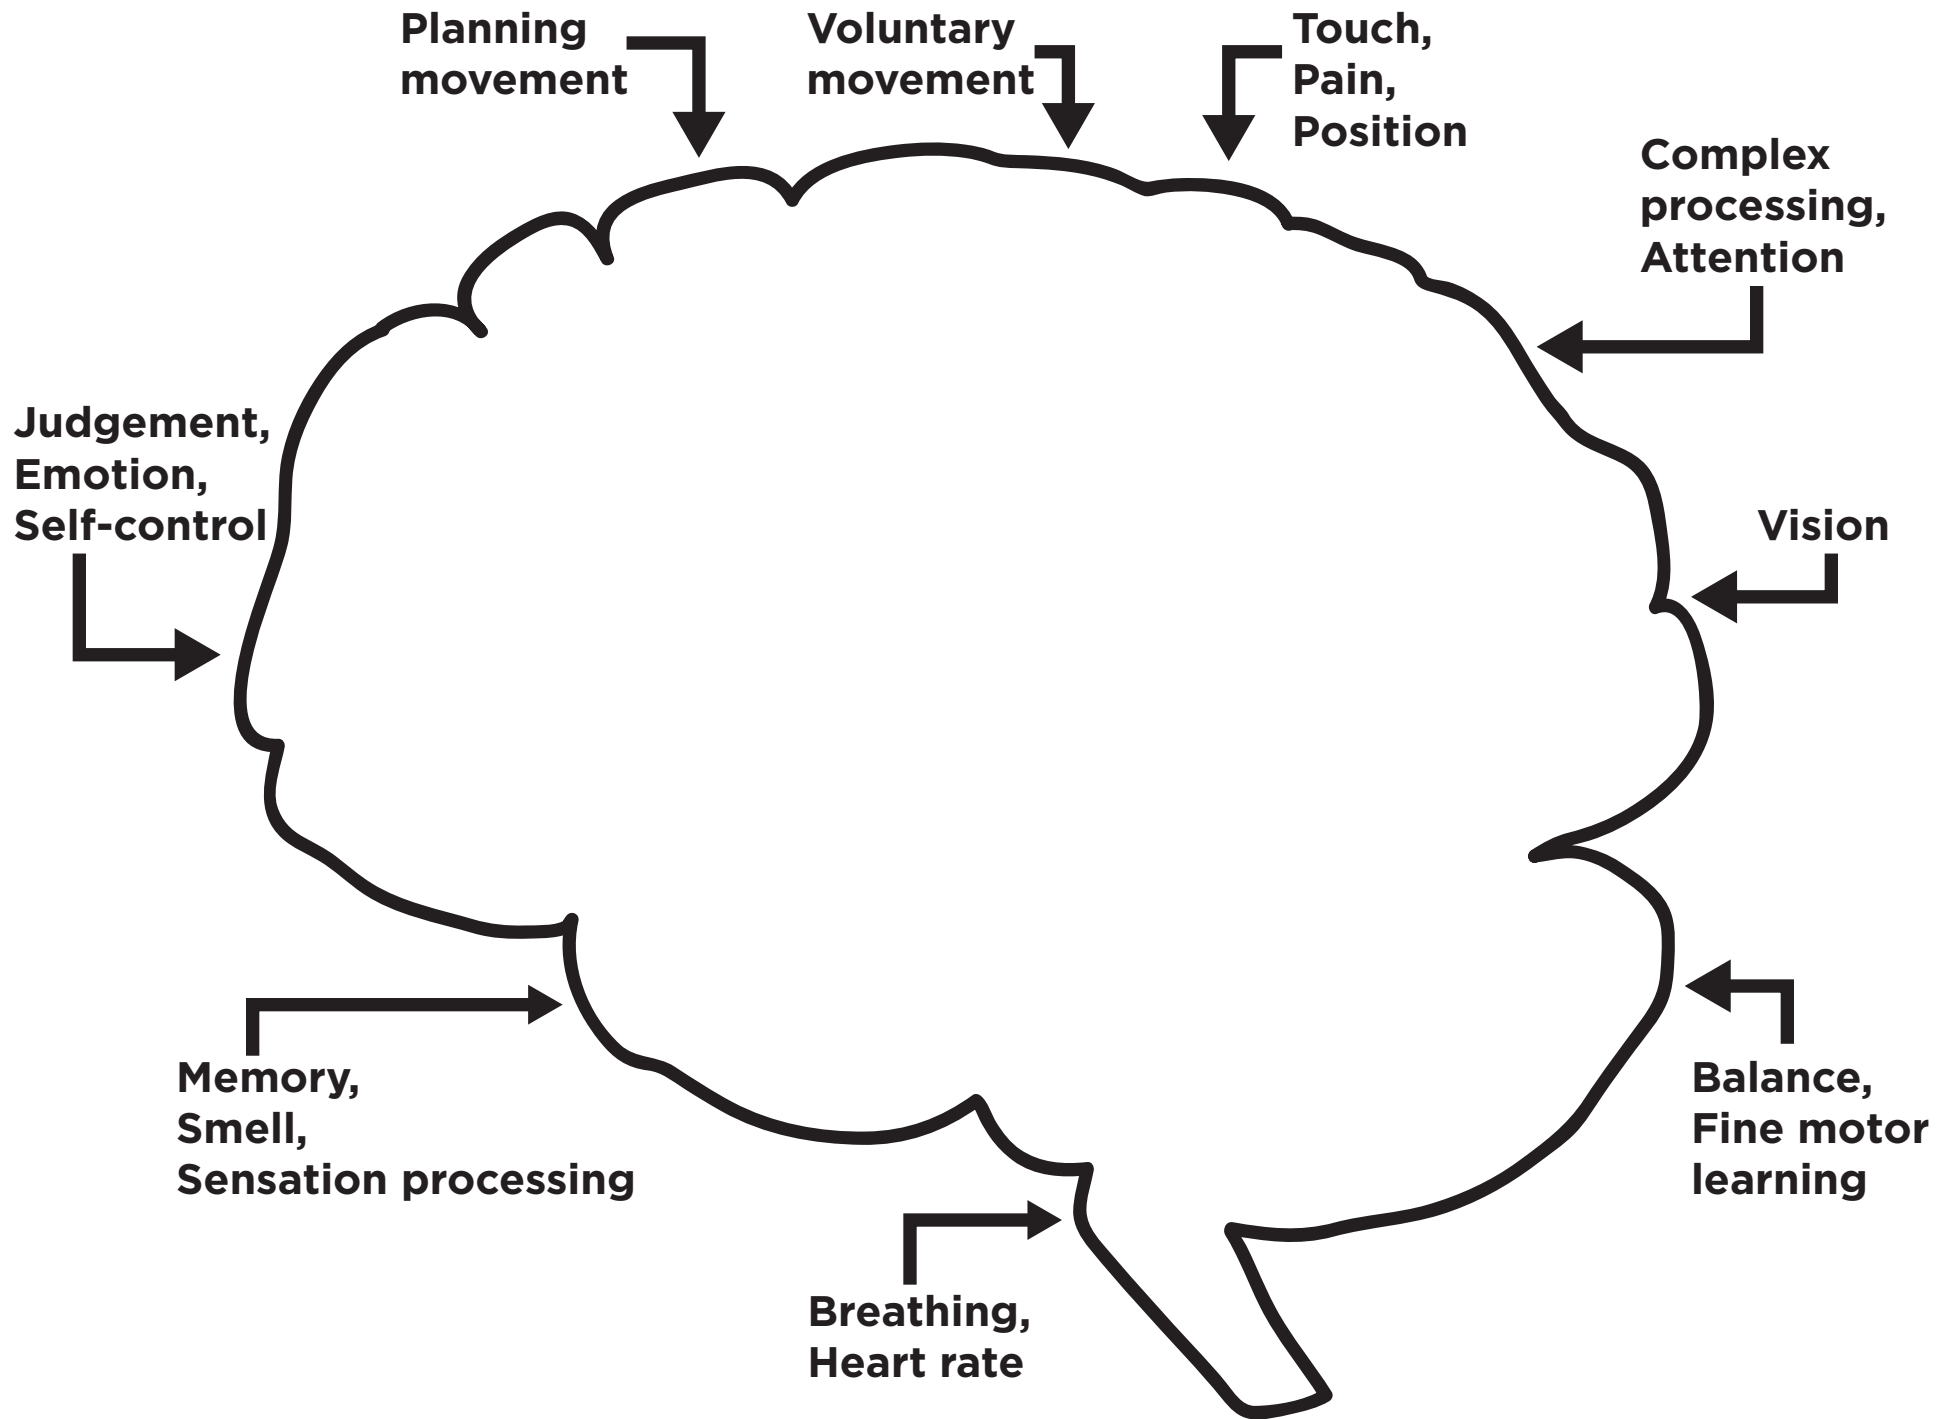 Planning
movement
Voluntary
movement
Touch,
Pain,
Position
Complex
processing,
Attention
Judgement,
Emotion,
Self-control
Vision
Memory,
Smell,
Sensation processing
Balance,
Fine motor
learning
Breathing,
Heart rate